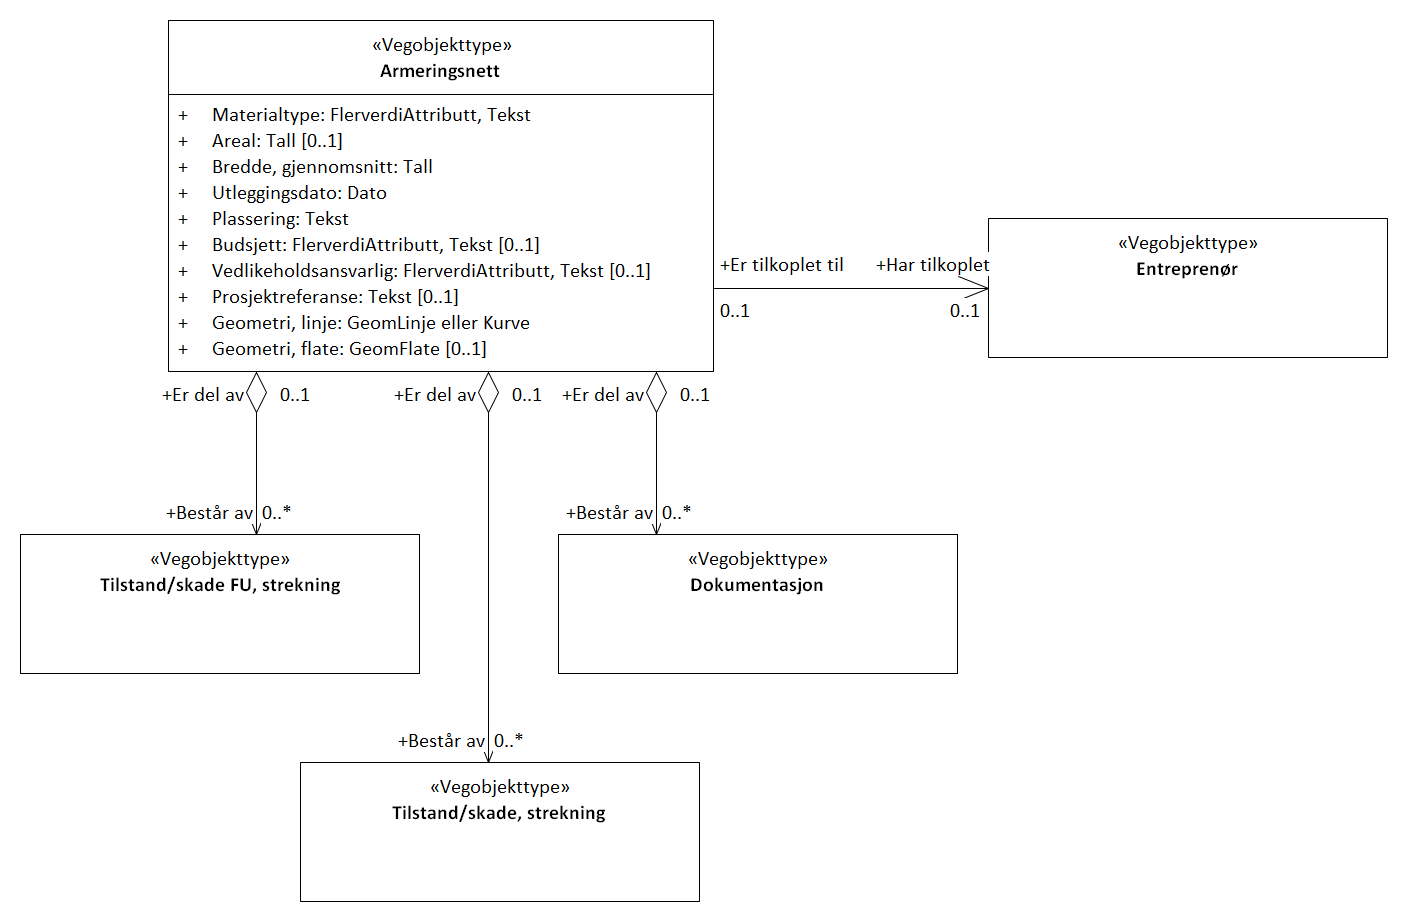 «Vegobjekttype»
Armeringsnett
+ Materialtype: FlerverdiAttributt, Tekst
+ Areal: Tall [0..1]
+ Bredde, gjennomsnitt: Tall
+ Utleggingsdato: Dato
+ Plassering: Tekst
+ Budsjett: FlerverdiAttributt, Tekst [0..1]
+ Vedlikeholdsansvarlig: FlerverdiAttributt, Tekst [0..1]
+ Prosjektreferanse: Tekst [0..1]
+ Geometri, linje: GeomLinje eller Kurve
+ Geometri, flate: GeomFlate [0..1]
+Er tilkoplet til +Har tilkoplet
0..1 0..1
«Vegobjekttype»
Entreprenør
+Er del av 0..1 +Er del av 0..1 +Er del av 0..1
+Består av 0..* +Består av 0..*
«Vegobjekttype»
Tilstand/skade FU, strekning
«Vegobjekttype»
Dokumentasjon
+Består av 0..*
«Vegobjekttype»
Tilstand/skade, strekning